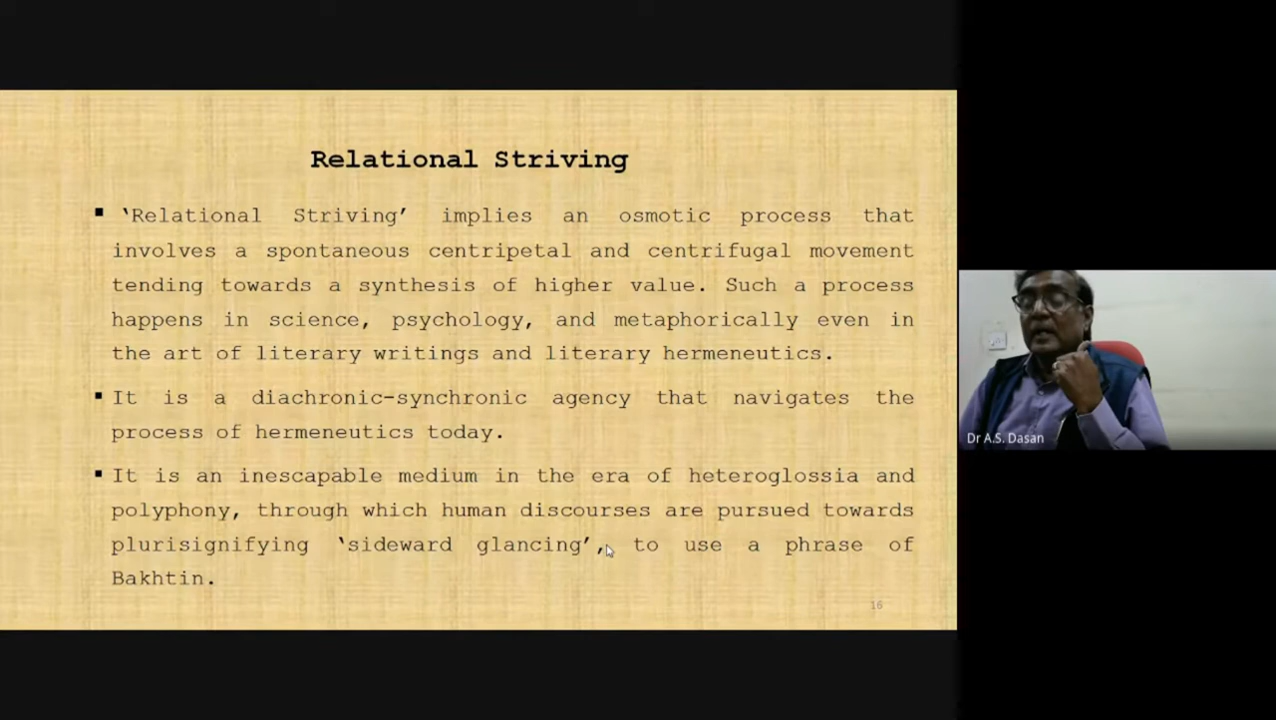 Relational Striving
▪ ‘Relational Striving’ implies an osmotic process that
involves a spontaneous centripetal and centrifugal movement
tending towards a synthesis of higher value. Such a process
happens in science, psychology, and metaphorically even in
the art of literary writings and literary hermeneutics.
▪ It is a diachronic-synchronic agency that navigates the
process of hermeneutics today.
▪ It is an inescapable medium in the era of heteroglossia and
polyphony, through which human discourses are pursued towards
plurisignifying ‘sideward glancing’, to use a phrase of
Bakhtin.
16
Dr A.S. Dasan